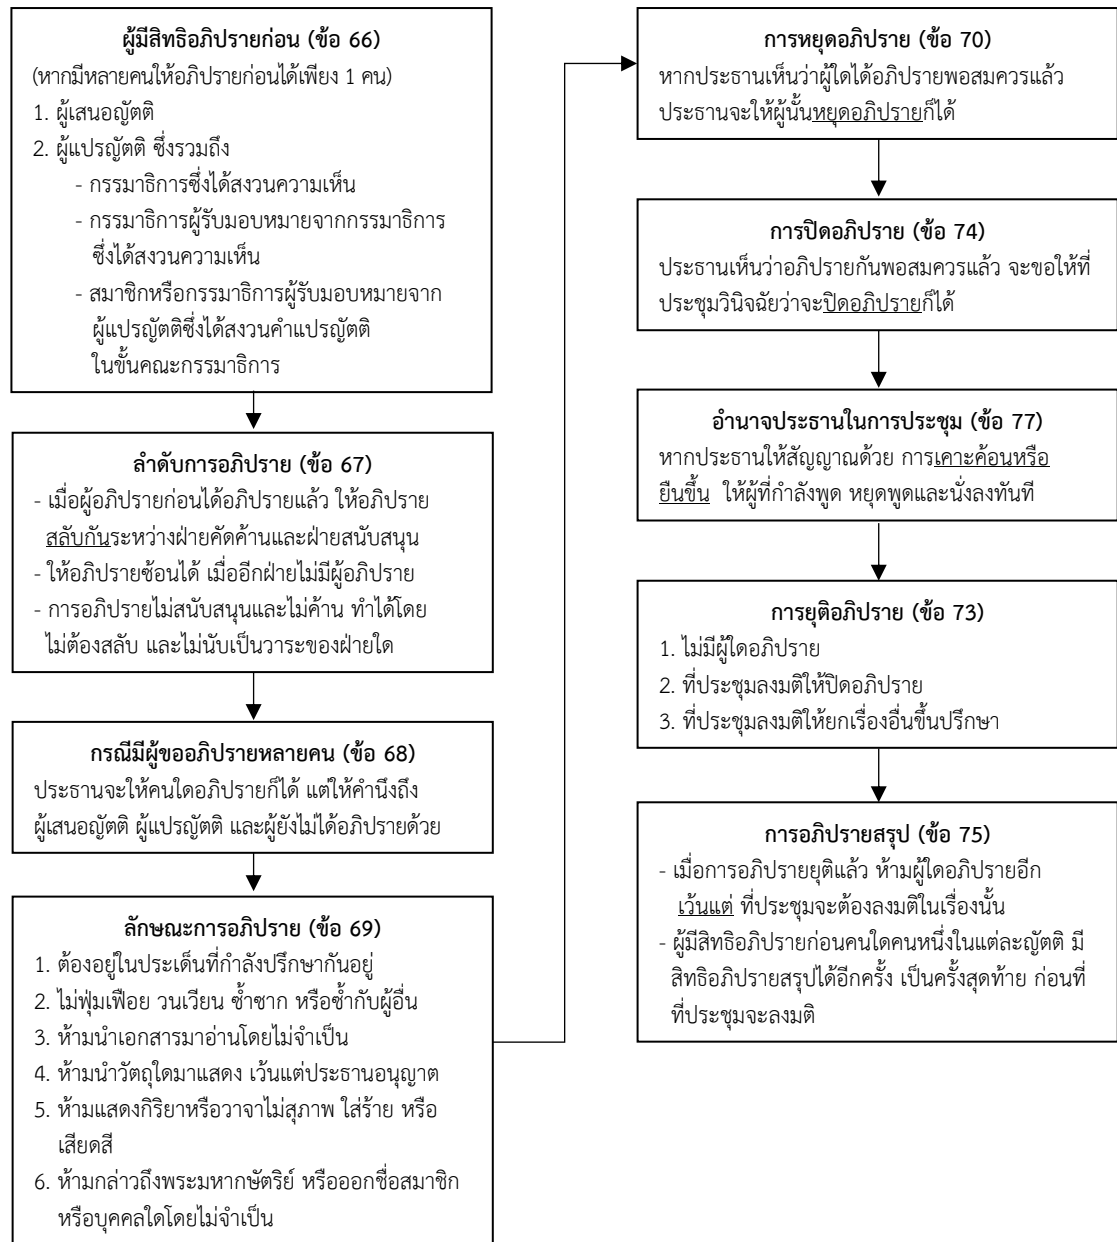 ผู้มีสิทธิอภิปรายก่อน (ข้อ 66)
(หากมีหลายคนให้อภิปรายก่อนได้เพียง 1 คน)
1. ผู้เสนอญัตติ
2. ผู้แปรญัตติ ซึ่งรวมถึง
- กรรมาธิการซึ่งได้สงวนความเห็น
- กรรมาธิการผู้รับมอบหมายจากกรรมาธิการ
ซึ่งได้สงวนความเห็น
- สมาชิกหรือกรรมาธิการผู้รับมอบหมายจาก
ผู้แปรญัตติซึ่งได้สงวนคำแปรญัตติ
ในขั้นคณะกรรมาธิการ
ลำดับการอภิปราย (ข้อ 67)
- เมื่อผู้อภิปรายก่อนได้อภิปรายแล้ว ให้อภิปราย
สลับกันระหว่างฝ่ายคัดค้านและฝ่ายสนับสนุน
- ให้อภิปรายซ้อนได้ เมื่ออีกฝ่ายไม่มีผู้อภิปราย
- การอภิปรายไม่สนับสนุนและไม่ค้าน ทำได้โดย
ไม่ต้องสลับ และไม่นับเป็นวาระของฝ่ายใด
กรณีมีผู้ขออภิปรายหลายคน (ข้อ 68)
ประธานจะให้คนใดอภิปรายก็ได้ แต่ให้คำนึงถึง
ผู้เสนอญัตติ ผู้แปรญัตติ และผู้ยังไม่ได้อภิปรายด้วย
ลักษณะการอภิปราย (ข้อ 69)
1. ต้องอยู่ในประเด็นที่กำลังปรึกษากันอยู่
2. ไม่ฟุ่มเฟือย วนเวียน ซ้ำซาก หรือซ้ำกับผู้อื่น
3. ห้ามนำเอกสารมาอ่านโดยไม่จำเป็น
4. ห้ามนำวัตถุใดมาแสดง เว้นแต่ประธานอนุญาต
5. ห้ามแสดงกิริยาหรือวาจาไม่สุภาพ ใส่ร้าย หรือ
เสียดสี
6. ห้ามกล่าวถึงพระมหากษัตริย์ หรือออกชื่อสมาชิก
หรือบุคคลใดโดยไม่จำเป็น
การหยุดอภิปราย (ข้อ 70)
หากประธานเห็นว่าผู้ใดได้อภิปรายพอสมควรแล้ว
ประธานจะให้ผู้นั้นหยุดอภิปรายก็ได้
การปิดอภิปราย (ข้อ 74)
ประธานเห็นว่าอภิปรายกันพอสมควรแล้ว จะขอให้ที่
ประชุมวินิจฉัยว่าจะปิดอภิปรายก็ได้
อำนาจประธานในการประชุม (ข้อ 77)
หากประธานให้สัญญาณด้วย การเคาะค้อนหรือ
ยืนขึ้น ให้ผู้ที่กำลังพูด หยุดพูดและนั่งลงทันที
การยุติอภิปราย (ข้อ 73)
1. ไม่มีผู้ใดอภิปราย
2. ที่ประชุมลงมติให้ปิดอภิปราย
3. ที่ประชุมลงมติให้ยกเรื่องอื่นขึ้นปรึกษา
การอภิปรายสรุป (ข้อ 75)
- เมื่อการอภิปรายยุติแล้ว ห้ามผู้ใดอภิปรายอีก
เว้นแต่ ที่ประชุมจะต้องลงมติในเรื่องนั้น
- ผู้มีสิทธิอภิปรายก่อนคนใดคนหนึ่งในแต่ละญัตติ มี
สิทธิอภิปรายสรุปได้อีกครั้ง เป็นครั้งสุดท้าย ก่อนที่
ที่ประชุมจะลงมติ